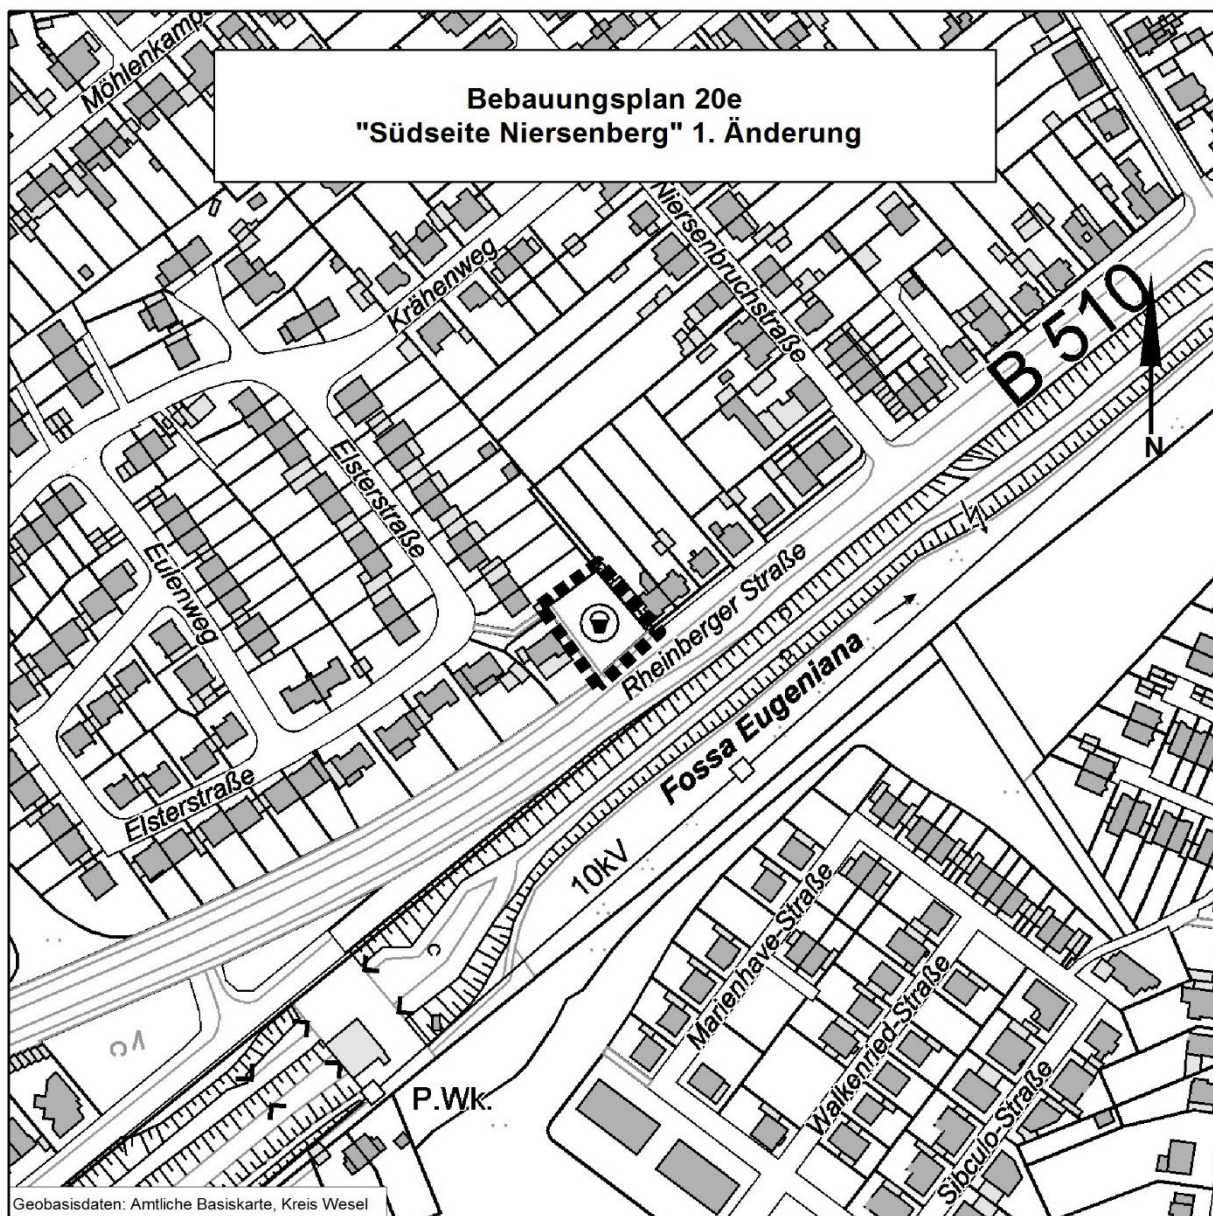 Möhlenkamp
Bebauungsplan 20e
"Südseite Niersenberg" 1. Änderung
Niersenbruchstraße
Krähenweg
B 510
N
Elsterstraße
Eulenweg
Rheinberger Straße
Fossa Eugeniana
Elsterstraße
10kV
Marienhave-Straße
Walkenried-Straße
Sibculo-Straße
P.Wk.
Geobasisdaten: Amtliche Basiskarte, Kreis Wesel